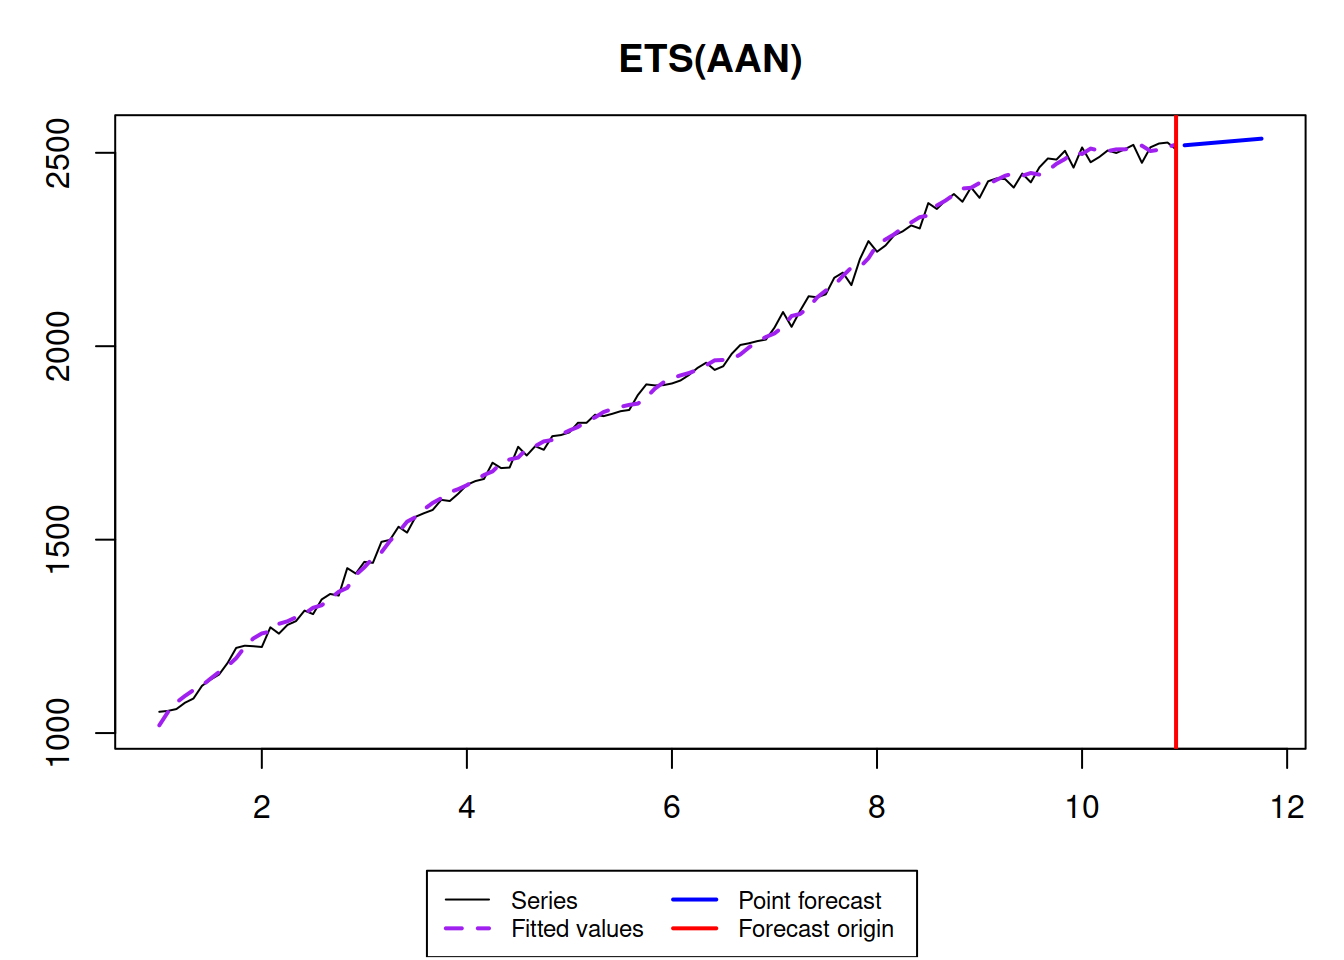 ETS(AAN)
2500
2000
1500
1000
2 4 6 8 10 12
Series Point forecast
Fitted values Forecast origin